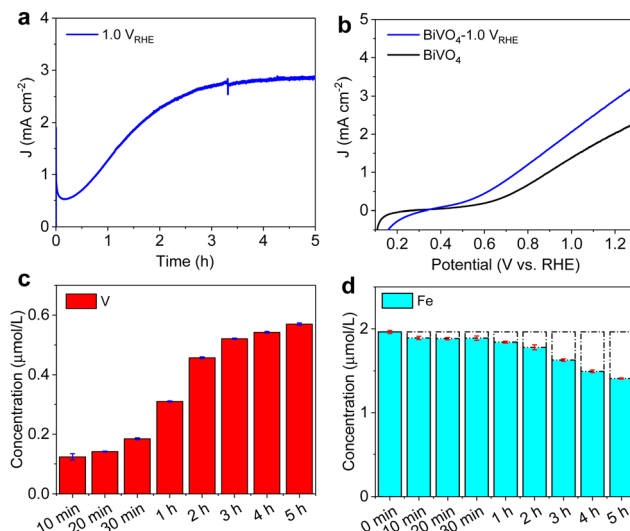 a
1.0 V_RHE
J (mA cm⁻²)
4
3
2
1
0
0 1 2 3 4 5
Time (h)
b
BiVO₄-1.0 V_RHE
BiVO₄
J (mA cm⁻²)
5
4
3
2
1
0
0.2 0.4 0.6 0.8 1.0 1.2
Potential (V vs. RHE)
c
V
Concentration (μmol/L)
0.6
0.4
0.2
0.0
10 min 20 min 30 min 1 h 2 h 3 h 4 h 5 h
d
Fe
Concentration (μmol/L)
2
1
0
0 min 10 min 20 min 30 min 1 h 2 h 3 h 4 h 5 h